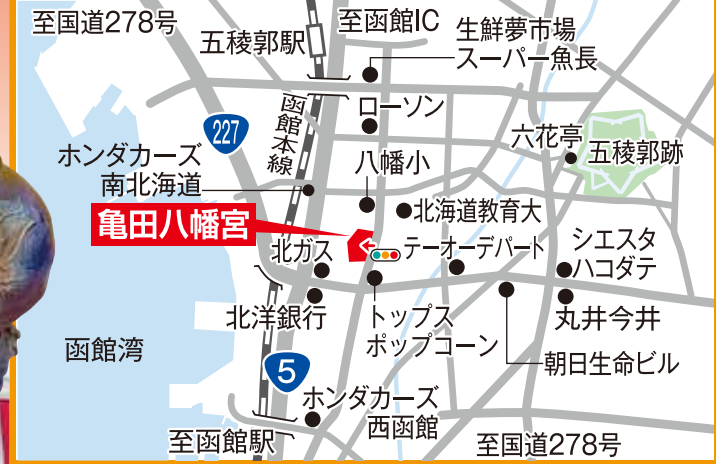 至国道278号
至函館IC
五稜郭駅
生鮮夢市場
スーパー魚長
函館本線
ローソン
227
六花亭
五稜郭跡
ホンダカーズ
南北海道
八幡小
北海道教育大
亀田八幡宮
北ガス
テーオーデパート
シエスタ
ハコダテ
北洋銀行
トップス
ポップコーン
丸井今井
函館湾
朝日生命ビル
5
ホンダカーズ
西函館
至函館駅
至国道278号